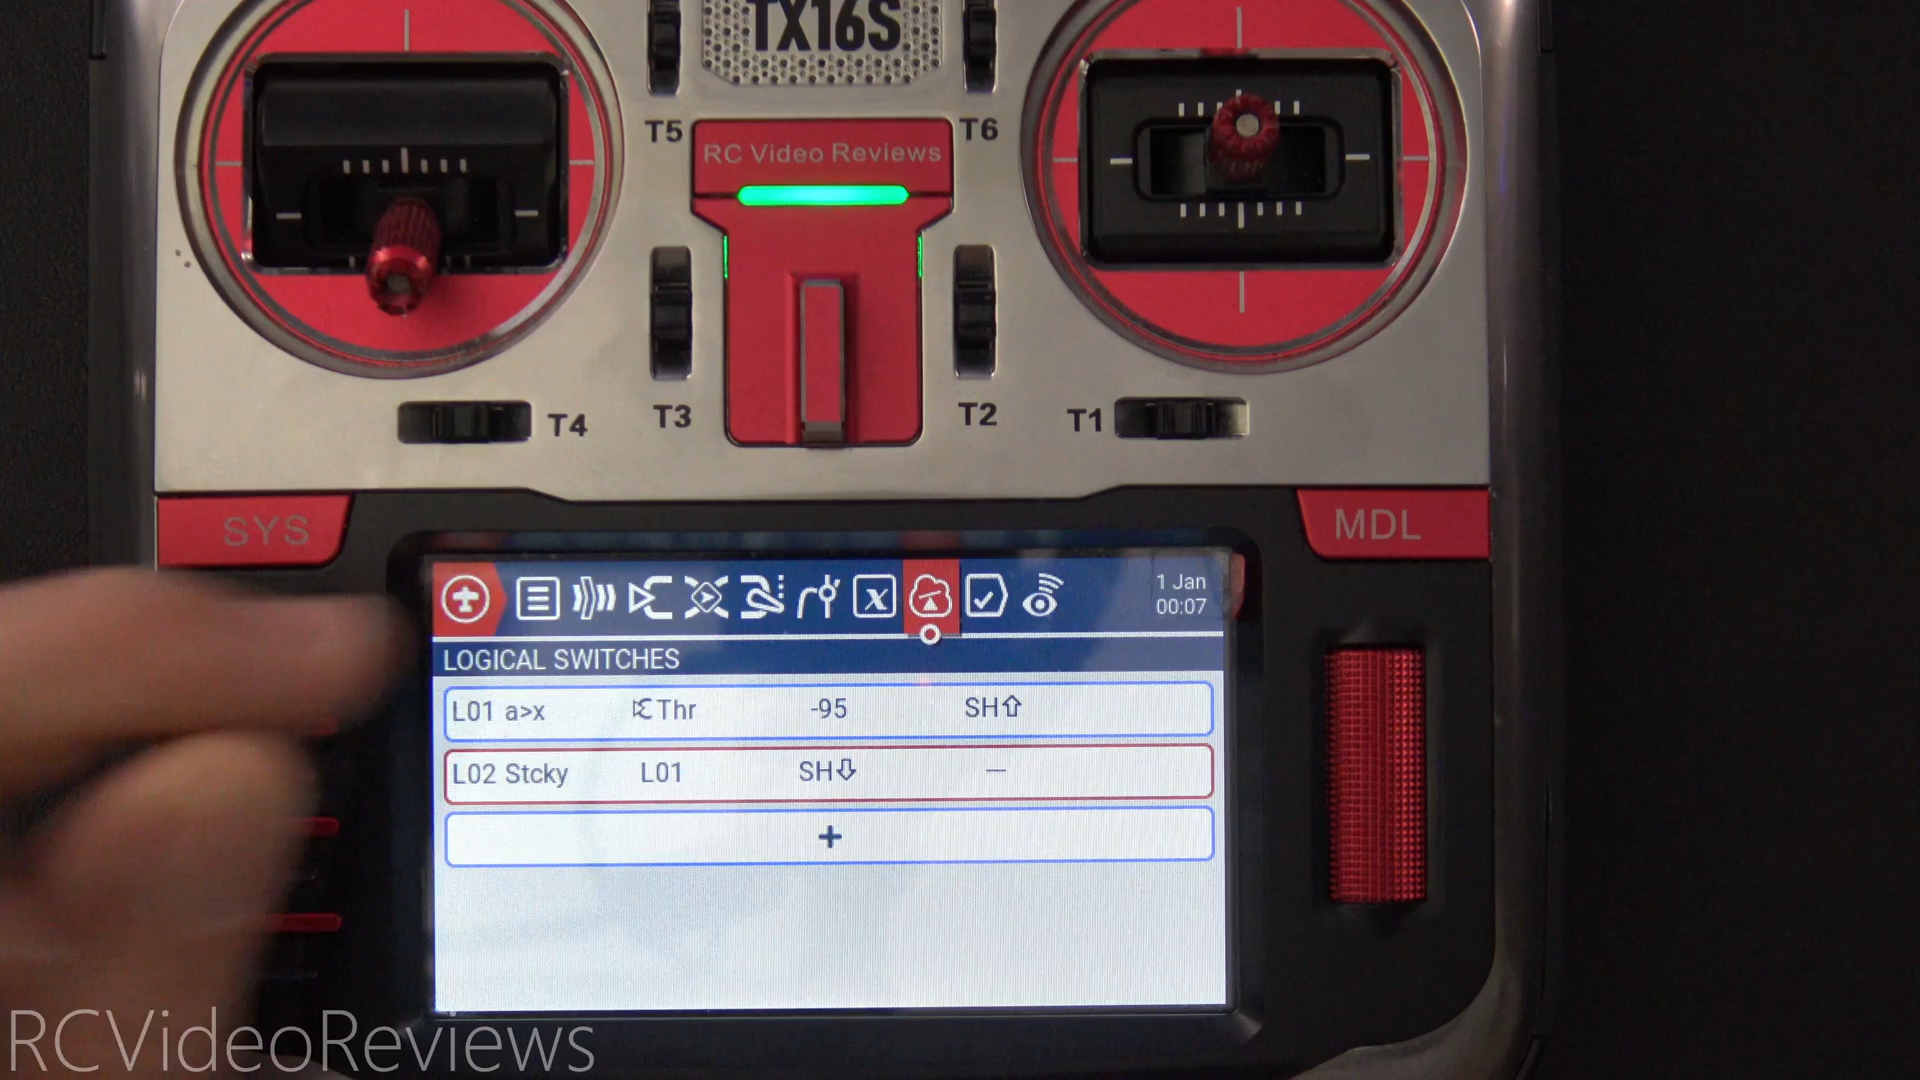 TX16S
T5
T6
RC Video Reviews
T4
T3
T2
T1
SYS
MDL
1 Jan
00:07
LOGICAL SWITCHES
L01 a>x Thr -95 SH⇧
L02 Stcky L01 SH⇩ ---
+
RCVideoReviews